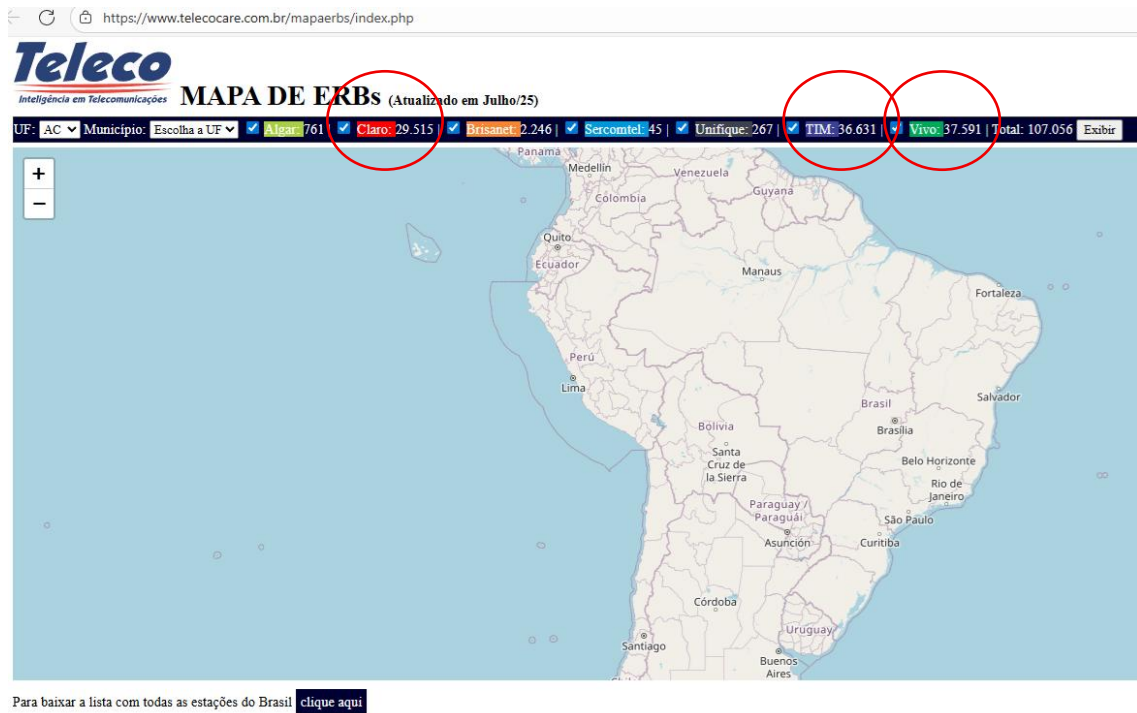 https://www.telecocare.com.br/mapaerbs/index.php
Teleco
Inteligência em Telecomunicações
MAPA DE ERBs (Atualizado em Julho/25)
UF: AC Município: Escolha a UF Algar: 761 | Claro: 29.515 | Brisanet: 2.246 | Sercomtel: 45 | Unifique: 267 | TIM: 36.631 | Vivo: 37.591 | Total: 107.056 Exibir
+
−
Panamá
Medellín
Venezuela
Guyana
Colombia
Quito
Ecuador
Manaus
Fortaleza
Perú
Lima
Salvador
Brasil
Brasília
Bolivia
Santa
Cruz de
la Sierra
Belo Horizonte
Rio de
Janeiro
Paraguay /
Paraguái
São Paulo
Asunción
Curitiba
Córdoba
Uruguay
Santiago
Buenos
Aires
Para baixar a lista com todas as estações do Brasil clique aqui